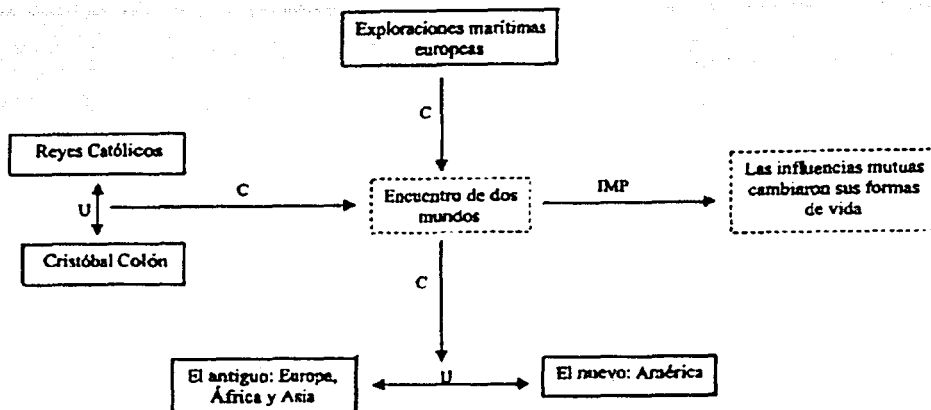 Exploraciones marítimas
europeas
C
Reyes Católicos
U
C
Cristóbal Colón
Encuentro de dos
mundos
IMP
Las influencias mutuas
cambiaron sus formas
de vida
C
El antiguo: Europe,
África y Asia
U
El nuevo: América